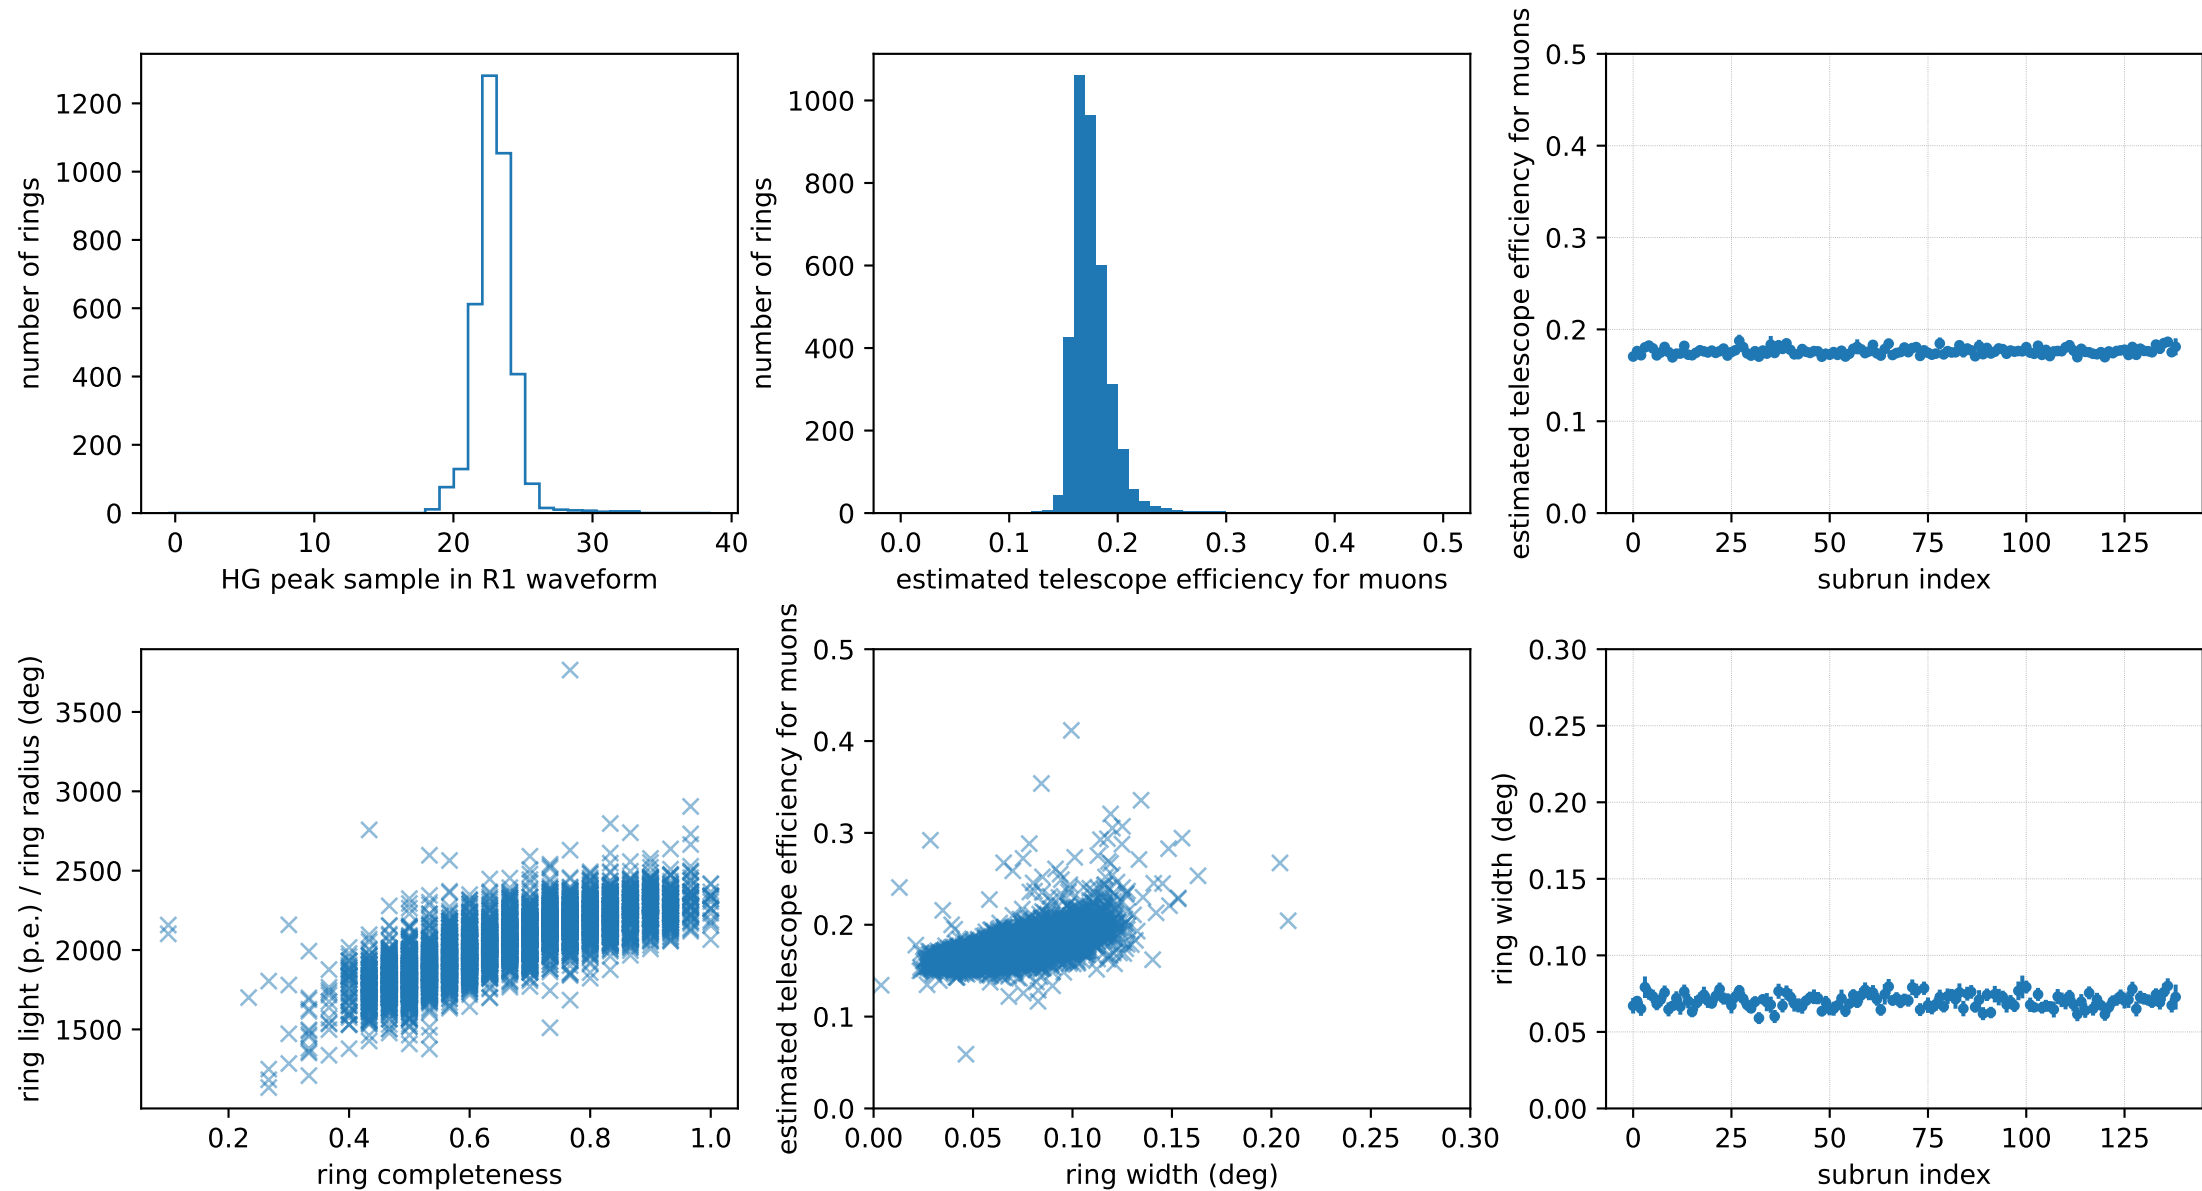 number of rings
1200
1000
800
600
400
200
0
0 10 20 30 40
HG peak sample in R1 waveform
number of rings
1000
800
600
400
200
0
0.0 0.1 0.2 0.3 0.4 0.5
estimated telescope efficiency for muons
estimated telescope efficiency for muons
0.5
0.4
0.3
0.2
0.1
0.0
0 25 50 75 100 125
subrun index
ring light (p.e.) / ring radius (deg)
3500
3000
2500
2000
1500
0.2 0.4 0.6 0.8 1.0
ring completeness
estimated telescope efficiency for muons
0.5
0.4
0.3
0.2
0.1
0.0
0.00 0.05 0.10 0.15 0.20 0.25 0.30
ring width (deg)
ring width (deg)
0.30
0.25
0.20
0.15
0.10
0.05
0.00
0 25 50 75 100 125
subrun index